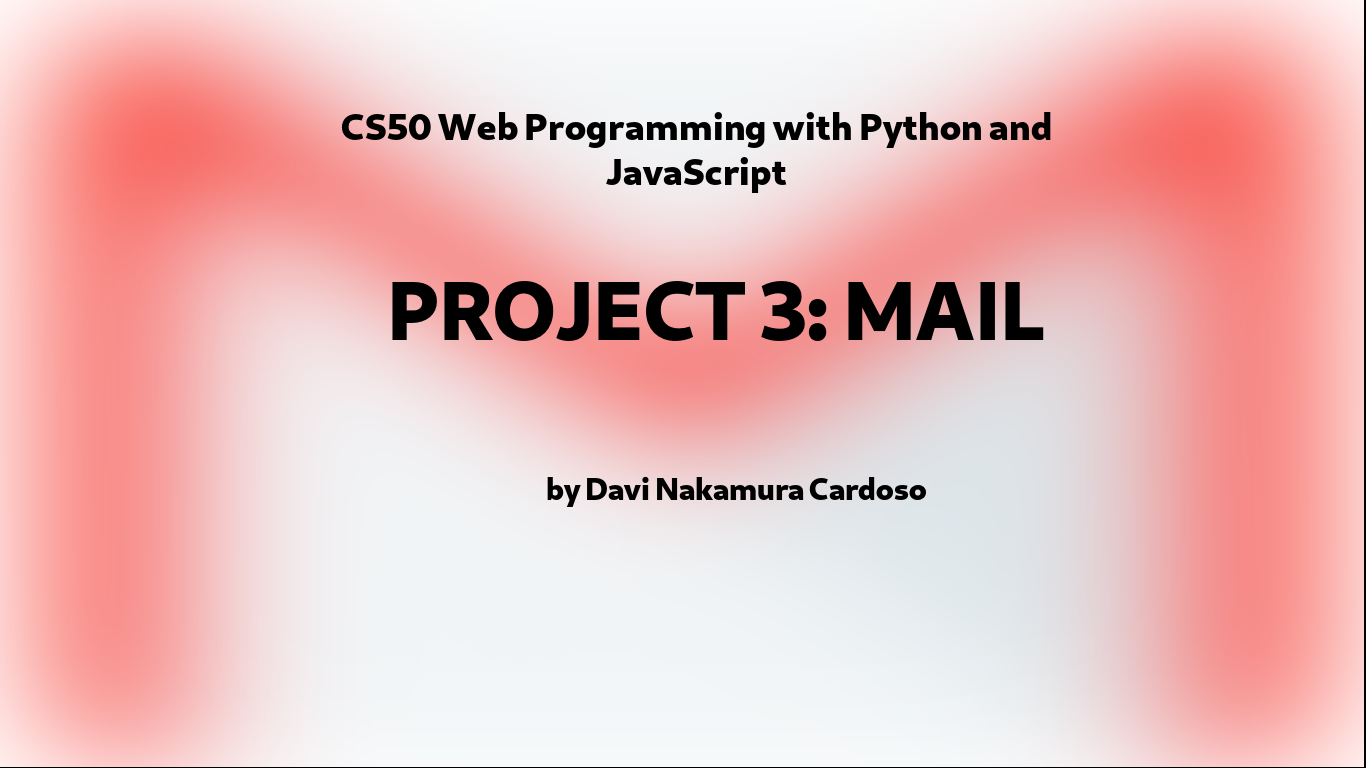 CS50 Web Programming with Python and
JavaScript
PROJECT 3: MAIL
by Davi Nakamura Cardoso